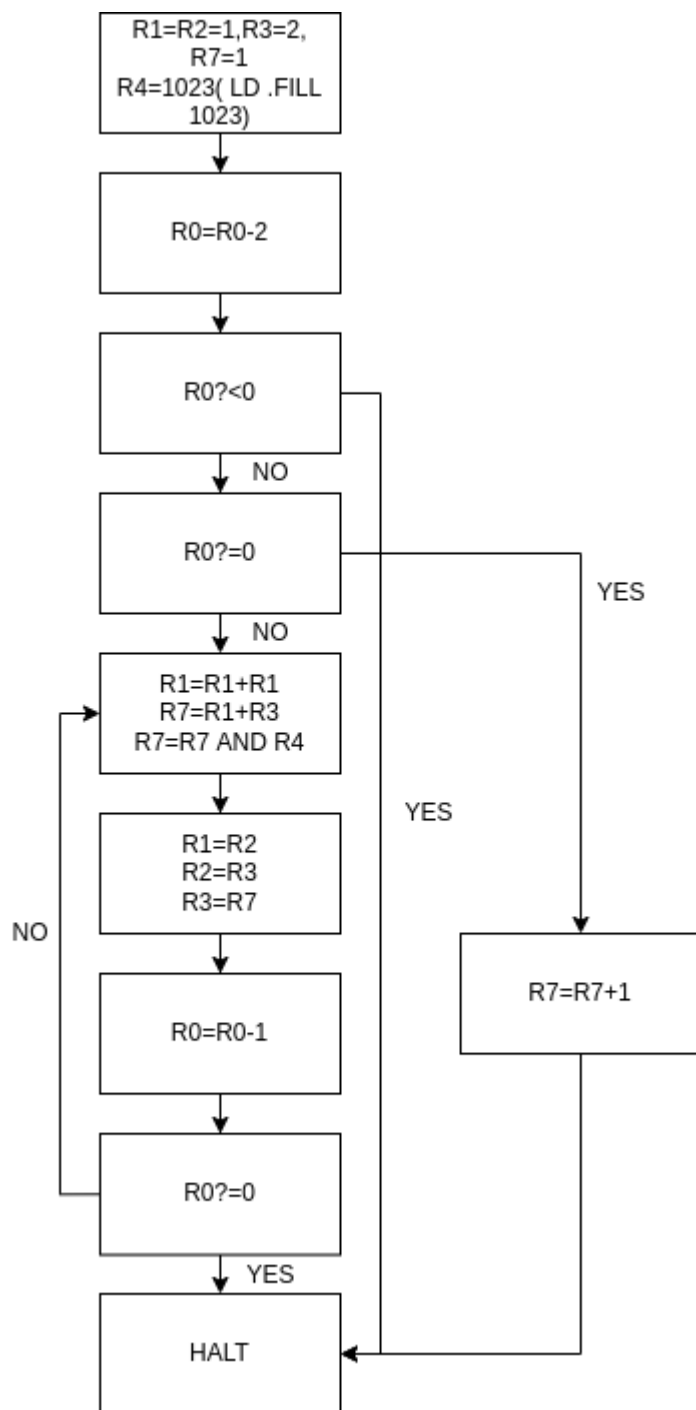 R1=R2=1,R3=2,
R7=1
R4=1023( LD .FILL
1023)
R0=R0-2
R0?<0
NO
R0?=0
YES
NO
R1=R1+R1
R7=R1+R3
R7=R7 AND R4
YES
R1=R2
R2=R3
R3=R7
NO
R7=R7+1
R0=R0-1
R0?=0
YES
HALT